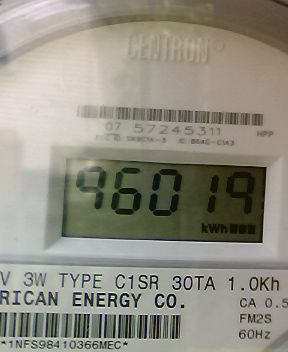 CENTRON®
07 57245311
HPP
96019
kWh
V 3W TYPE C1SR 30TA 1.0Kh
RICAN ENERGY CO.
CA 0.5
FM2S
60Hz
*1NFS98410366MEC*